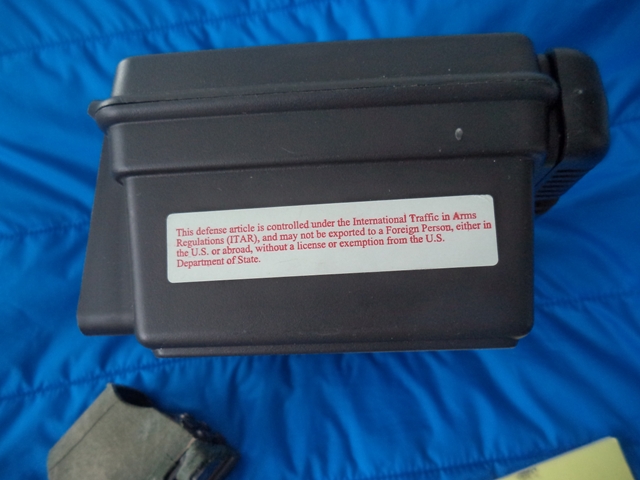 This defense article is controlled under the International Traffic in Arms
Regulations (ITAR), and may not be exported to a Foreign Person, either in
the U.S. or abroad, without a license or exemption from the U.S.
Department of State.